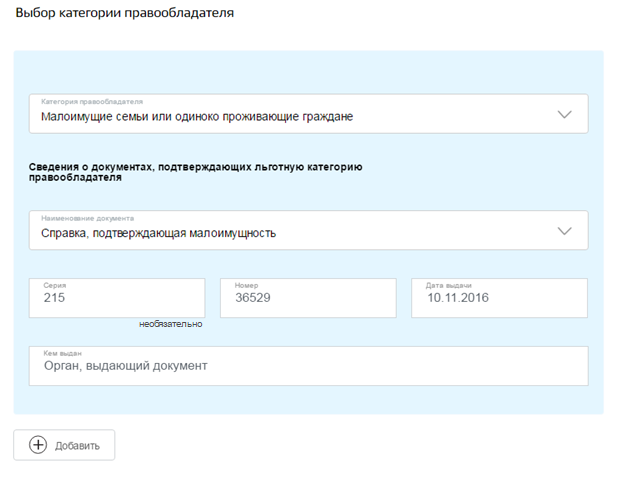 Выбор категории правообладателя
Категория правообладателя
Малоимущие семьи или одиноко проживающие граждане
Сведения о документах, подтверждающих льготную категорию
правообладателя
Наименование документа
Справка, подтверждающая малоимущность
Серия
215
необязательно
Номер
36529
Дата выдачи
10.11.2016
Кем выдан
Орган, выдающий документ
Добавить